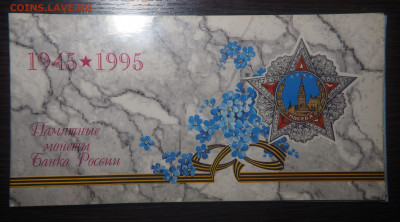 COINS.LAVE.RU
1945★1995
Памятные
монеты
Банка России